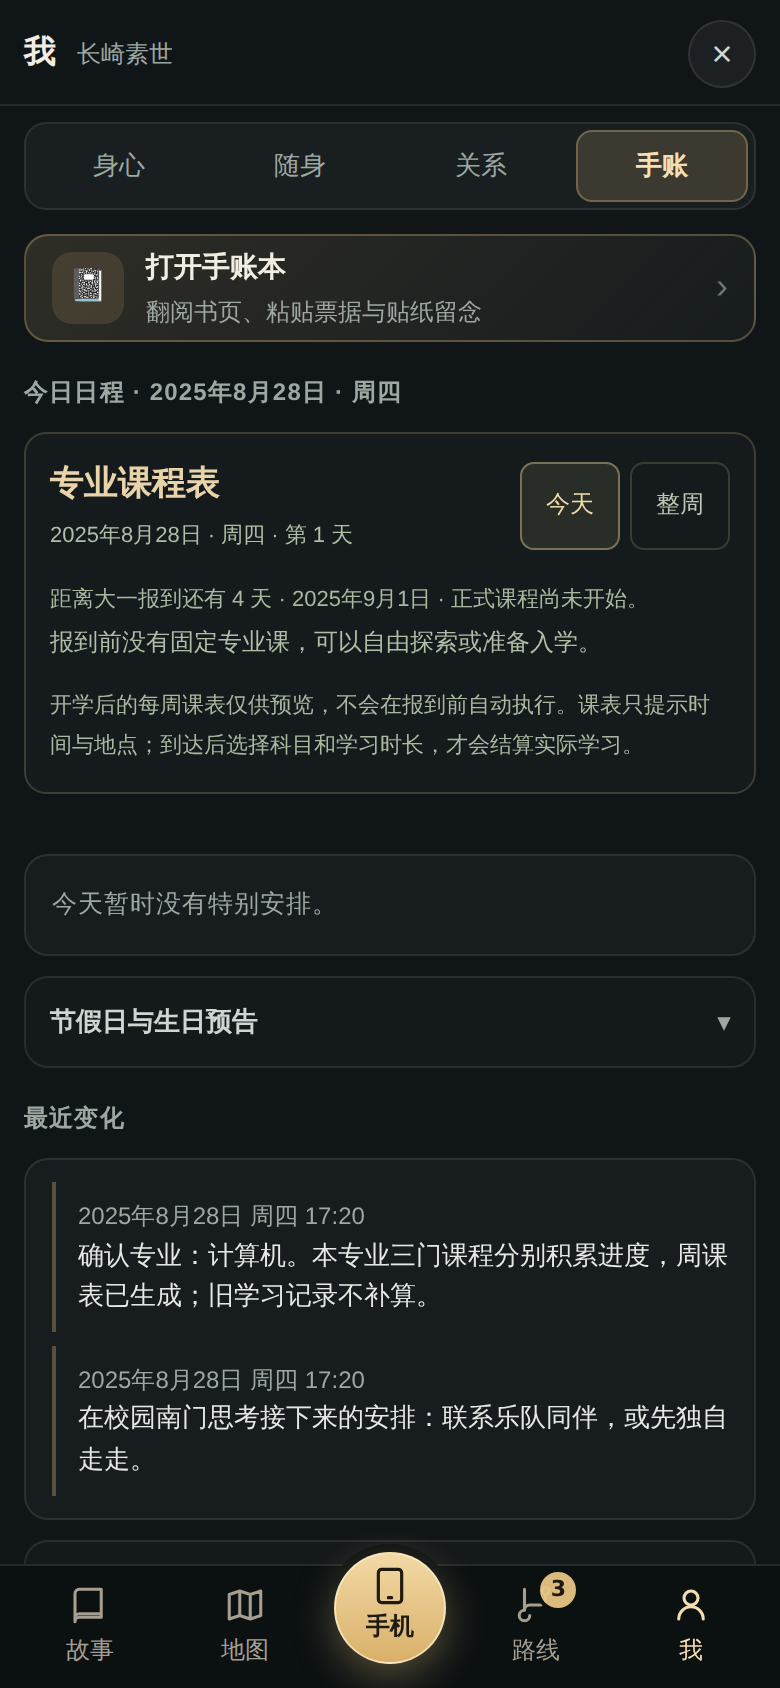 我 长崎素世 ×
身心 随身 关系 手账
打开手账本
翻阅书页、粘贴票据与贴纸留念
今日日程 · 2025年8月28日 · 周四
专业课程表
今天 整周
2025年8月28日 · 周四 · 第 1 天
距离大一报到还有 4 天 · 2025年9月1日 · 正式课程尚未开始。
报到前没有固定专业课，可以自由探索或准备入学。
开学后的每周课表仅供预览，不会在报到前自动执行。课表只提示时
间与地点；到达后选择科目和学习时长，才会结算实际学习。
今天暂时没有特别安排。
节假日与生日预告
最近变化
2025年8月28日 周四 17:20
确认专业：计算机。本专业三门课程分别积累进度，周课
表已生成；旧学习记录不补算。
2025年8月28日 周四 17:20
在校园南门思考接下来的安排：联系乐队同伴，或先独自
走走。
3
故事 地图 手机 路线 我